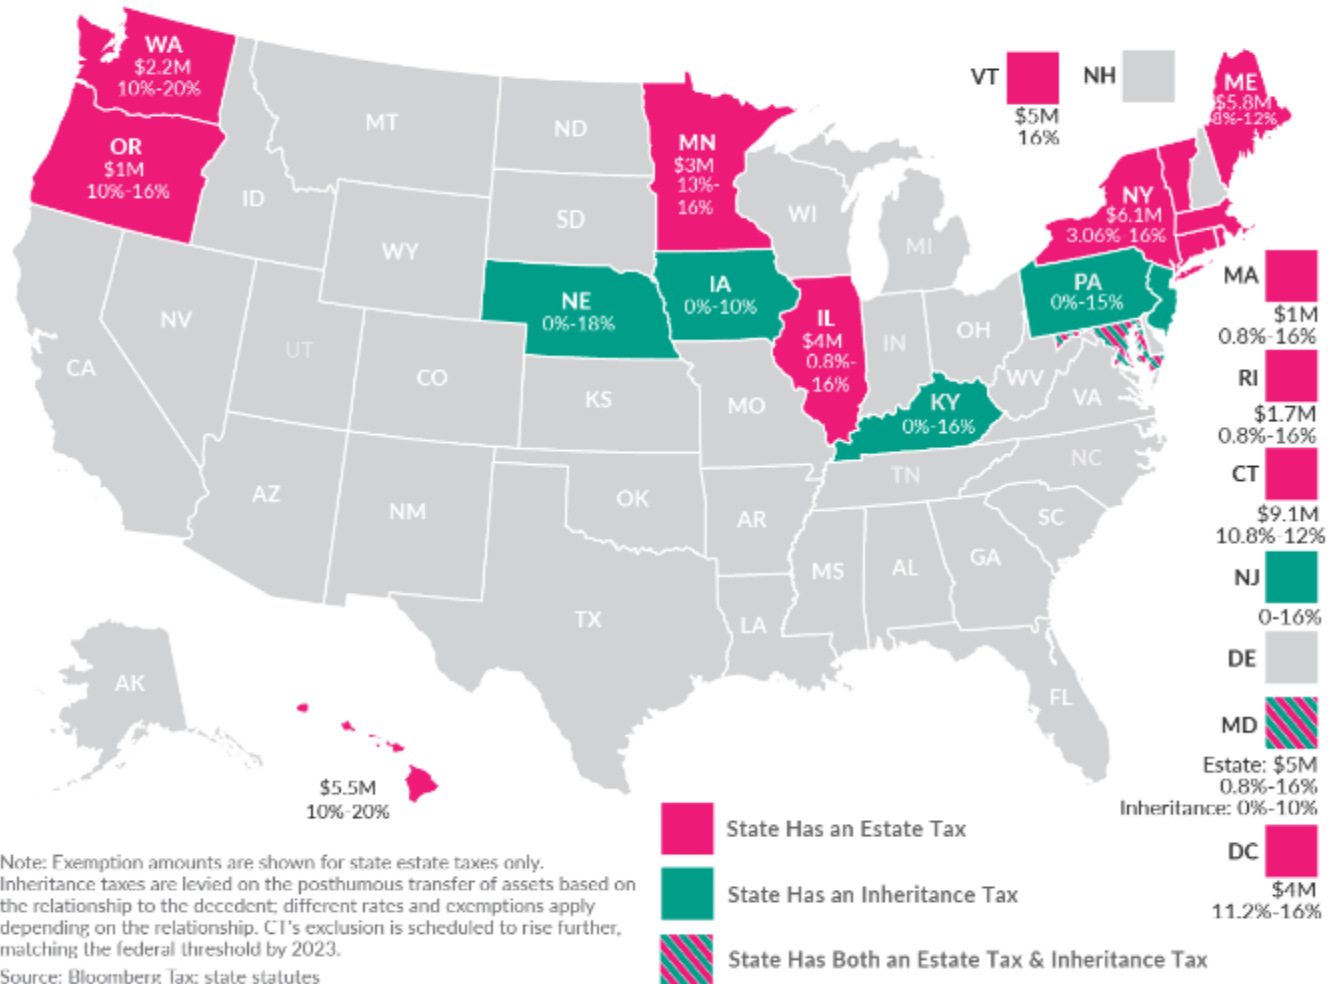 WA
$2.2M
10%-20%
OR
$1M
10%-16%
MT
ID
WY
ND
SD
MN
$3M
13%-
16%
WI
MI
VT
$5M
16%
NH
ME
$5.8M
8%-12%
NY
$6.1M
3.06%-16%
CA
NV
UT
CO
NE
0%-18%
KS
IA
0%-10%
MO
IL
$4M
0.8%-
16%
IN
OH
PA
0%-15%
WV
VA
KY
0%-16%
TN
NC
SC
AZ
NM
OK
AR
TX
LA
MS
AL
GA
FL
AK
$5.5M
10%-20%
MA
$1M
0.8%-16%
RI
$1.7M
0.8%-16%
CT
$9.1M
10.8%-12%
NJ
0-16%
DE
MD
Estate: $5M
0.8%-16%
Inheritance: 0%-10%
DC
$4M
11.2%-16%
State Has an Estate Tax
State Has an Inheritance Tax
State Has Both an Estate Tax & Inheritance Tax
Note: Exemption amounts are shown for state estate taxes only.
Inheritance taxes are levied on the posthumous transfer of assets based on
the relationship to the decedent; different rates and exemptions apply
depending on the relationship. CT's exclusion is scheduled to rise further,
matching the federal threshold by 2023.
Source: Bloomberg Tax; state statutes